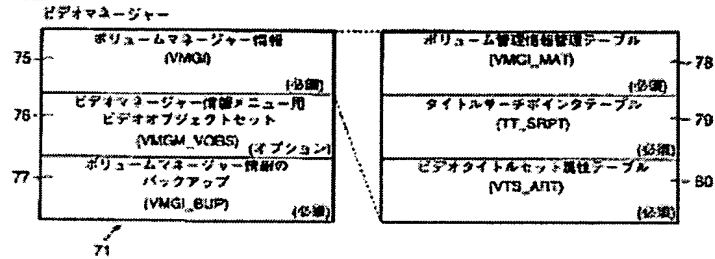 ビデオマネージャー
75
ボリュームマネージャー情報
(VMGI)
(必須)
76
ビデオマネージャー情報メニュー用
ビデオオブジェクトセット
(VMGM_VOBS)
(オプション)
77
ボリュームマネージャー情報の
バックアップ
(VMGI_BUP)
(必須)
71
ボリューム管理情報管理テーブル
(VMGI_MAT)
(必須)
78
タイトルサーチポインタテーブル
(TT_SRPT)
(必須)
79
ビデオタイトルセット属性テーブル
(VTS_ATRT)
(必須)
80